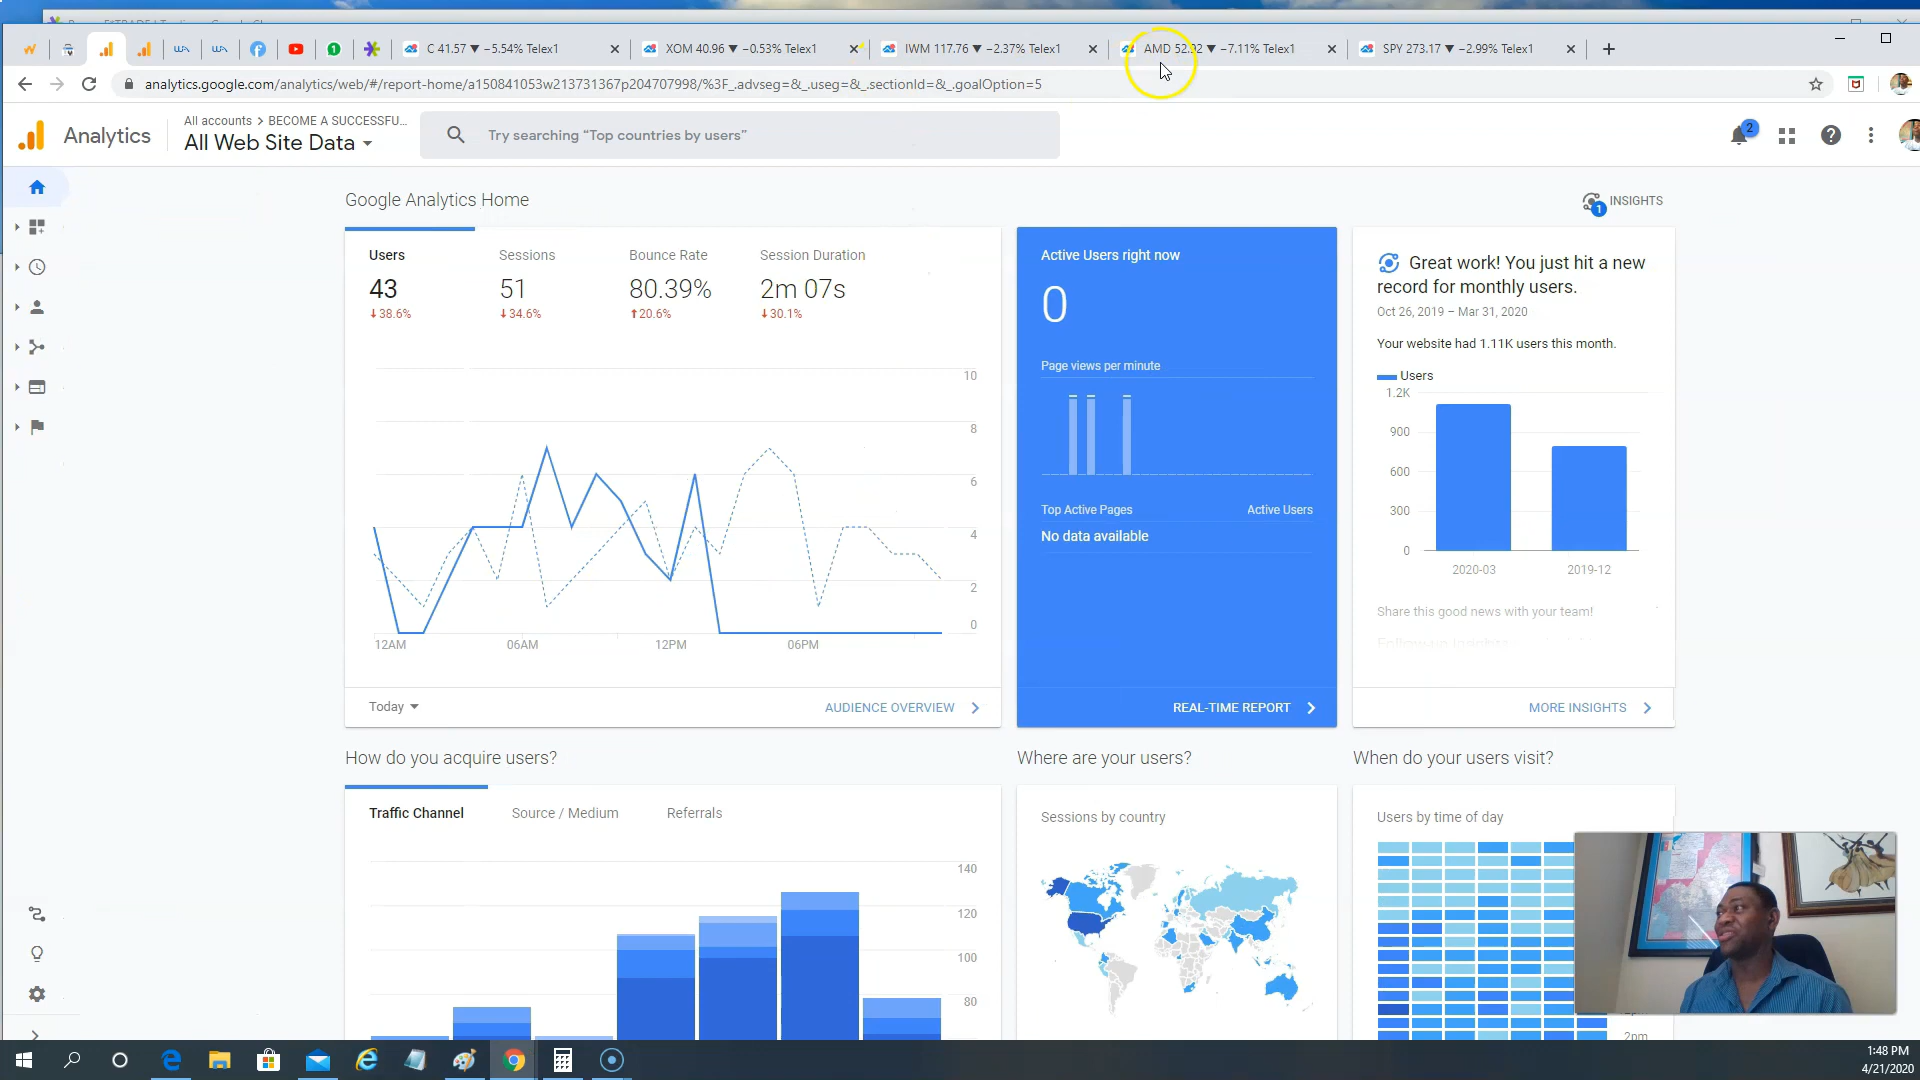 C 41.57 ▼ −5.54% Telex1
XOM 40.96 ▼ −0.53% Telex1
IWM 117.76 ▼ −2.37% Telex1
AMD ▼ −7.11% Telex1
SPY 273.17 ▼ −2.99% Telex1
analytics.google.com/analytics/web/#/report-home/a150841053w213731367p204707998/%3F_.advseg=&_.useg=&_.sectionId=&_.goalOption=5
Analytics
All accounts > BECOME A SUCCESSFU...
All Web Site Data
Try searching “Top countries by users”
2
Google Analytics Home
1
INSIGHTS
Users
43
↓38.6%
Sessions
51
↓34.6%
Bounce Rate
80.39%
↑20.6%
Session Duration
2m 07s
↓30.1%
10
8
6
4
2
0
12AM
06AM
12PM
06PM
Today
AUDIENCE OVERVIEW
Active Users right now
0
Page views per minute
Top Active Pages
Active Users
No data available
REAL-TIME REPORT
Great work! You just hit a new
record for monthly users.
Oct 26, 2019 – Mar 31, 2020
Your website had 1.11K users this month.
Users
1.2K
900
600
300
0
2020-03
2019-12
Share this good news with your team!
MORE INSIGHTS
How do you acquire users?
Traffic Channel
Source / Medium
Referrals
140
120
100
80
Where are your users?
Sessions by country
When do your users visit?
Users by time of day
2pm
1:48 PM
4/21/2020